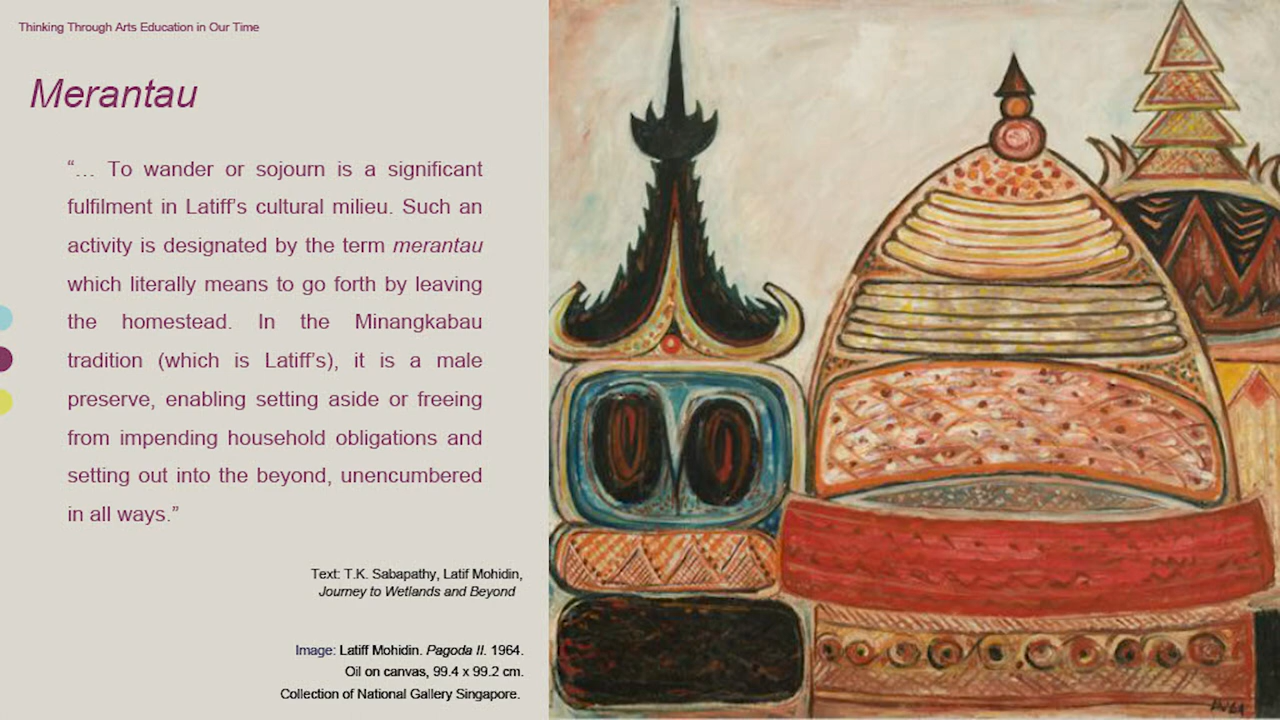 Thinking Through Arts Education in Our Time
Merantau
“… To wander or sojourn is a significant
fulfilment in Latiff’s cultural milieu. Such an
activity is designated by the term merantau
which literally means to go forth by leaving
the homestead. In the Minangkabau
tradition (which is Latiff’s), it is a male
preserve, enabling setting aside or freeing
from impending household obligations and
setting out into the beyond, unencumbered
in all ways.”
Text: T.K. Sabapathy, Latif Mohidin,
Journey to Wetlands and Beyond
Image: Latiff Mohidin. Pagoda II. 1964.
Oil on canvas, 99.4 x 99.2 cm.
Collection of National Gallery Singapore.